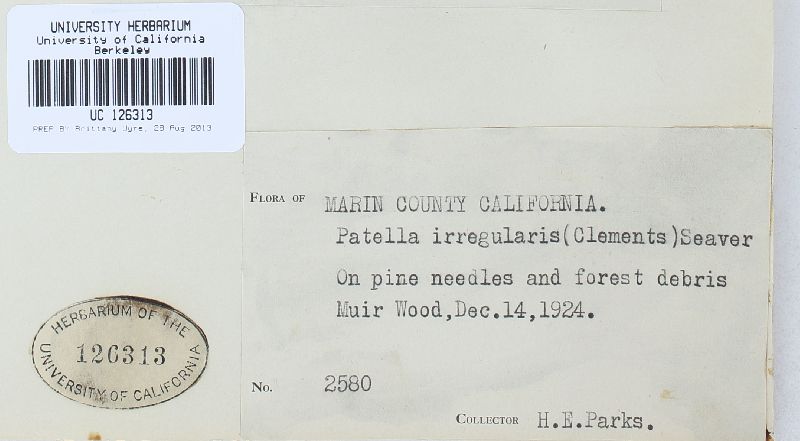 UNIVERSITY HERBARIUM
University of California
Berkeley
UC 126313
PREP BY Brittany Jyre, 28 Aug 2013
FLORA OF MARIN COUNTY CALIFORNIA.
Patella irregularis(Clements)Seaver
On pine needles and forest debris
Muir Wood,Dec.14,1924.
HERBARIUM OF THE
126313
UNIVERSITY OF CALIFORNIA
No. 2580
COLLECTOR H.E.Parks.